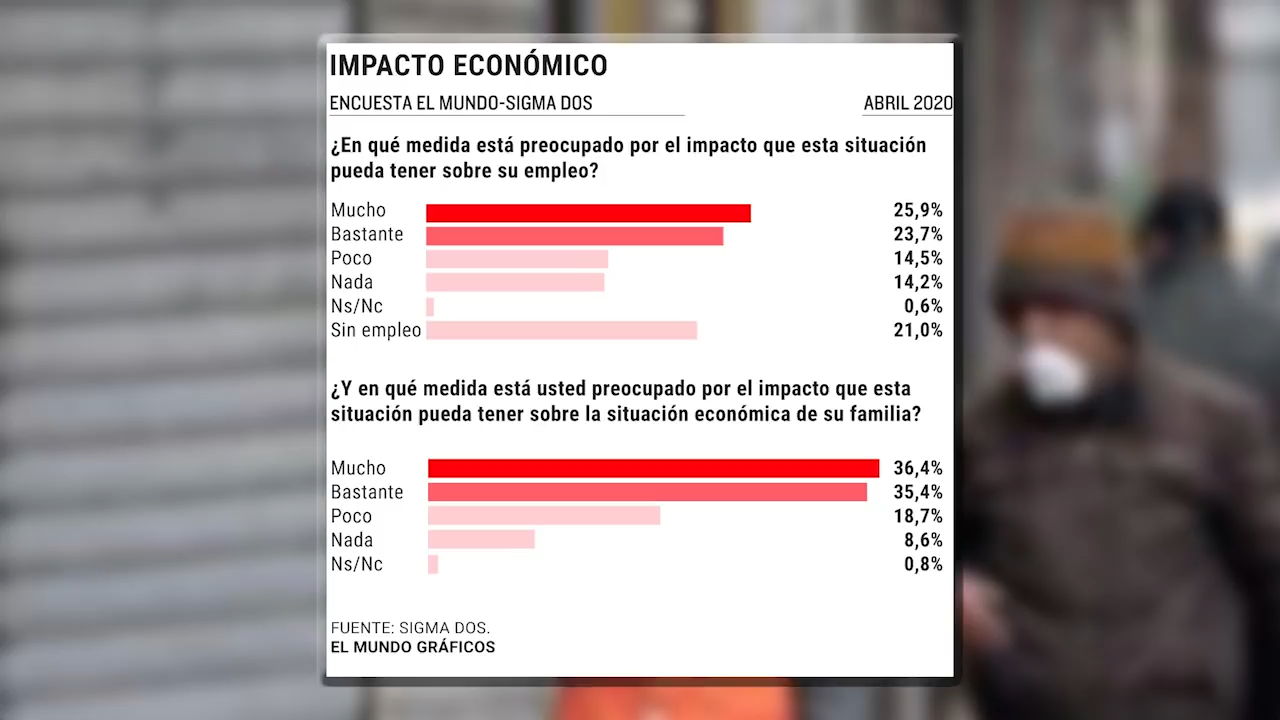 IMPACTO ECONÓMICO
ENCUESTA EL MUNDO-SIGMA DOS ABRIL 2020
¿En qué medida está preocupado por el impacto que esta situación
pueda tener sobre su empleo?
Mucho 25,9%
Bastante 23,7%
Poco 14,5%
Nada 14,2%
Ns/Nc 0,6%
Sin empleo 21,0%
¿Y en qué medida está usted preocupado por el impacto que esta
situación pueda tener sobre la situación económica de su familia?
Mucho 36,4%
Bastante 35,4%
Poco 18,7%
Nada 8,6%
Ns/Nc 0,8%
FUENTE: SIGMA DOS.
EL MUNDO GRÁFICOS